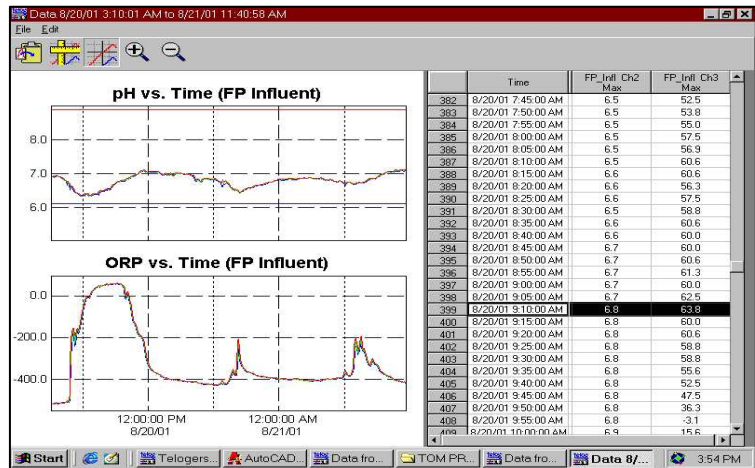 Data 8/20/01 3:10:01 AM to 8/21/01 11:40:58 AM
File Edit
pH vs. Time (FP Influent)
8.0
7.0
6.0
ORP vs. Time (FP Influent)
0.0
-200.0
-400.0
12:00:00 PM 12:00:00 AM
8/20/01 8/21/01
Time FP_Infl Ch2 Max FP_Infl Ch3 Max
382 8/20/01 7:45:00 AM 6.5 52.5
383 8/20/01 7:50:00 AM 6.5 53.8
384 8/20/01 7:55:00 AM 6.5 55.0
385 8/20/01 8:00:00 AM 6.5 57.5
386 8/20/01 8:05:00 AM 6.5 56.9
387 8/20/01 8:10:00 AM 6.5 60.6
388 8/20/01 8:15:00 AM 6.6 60.6
389 8/20/01 8:20:00 AM 6.6 56.3
390 8/20/01 8:25:00 AM 6.6 57.5
391 8/20/01 8:30:00 AM 6.5 58.8
392 8/20/01 8:35:00 AM 6.6 60.6
393 8/20/01 8:40:00 AM 6.6 60.0
394 8/20/01 8:45:00 AM 6.7 60.0
395 8/20/01 8:50:00 AM 6.7 60.6
396 8/20/01 8:55:00 AM 6.7 61.3
397 8/20/01 9:00:00 AM 6.7 60.0
398 8/20/01 9:05:00 AM 6.7 62.5
399 8/20/01 9:10:00 AM 6.8 63.8
400 8/20/01 9:15:00 AM 6.8 60.0
401 8/20/01 9:20:00 AM 6.8 60.6
402 8/20/01 9:25:00 AM 6.8 58.8
403 8/20/01 9:30:00 AM 6.8 58.8
404 8/20/01 9:35:00 AM 6.8 55.6
405 8/20/01 9:40:00 AM 6.8 52.5
406 8/20/01 9:45:00 AM 6.8 47.5
407 8/20/01 9:50:00 AM 6.8 36.3
408 8/20/01 9:55:00 AM 6.8 -3.1
409 8/20/01 10:00:00 AM 6.9 15.6
Start Telogers... AutoCAD... Data fro... TOM PR... Data fro... Data 8/... 3:54 PM